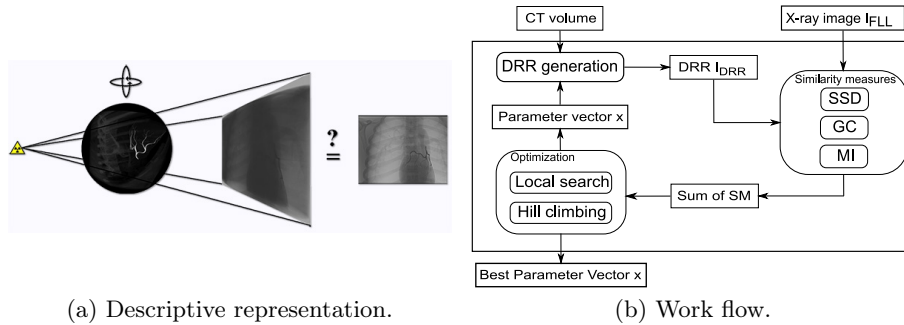 ?
=
(a) Descriptive representation.
CT volume
X-ray image I_FLL
DRR generation
DRR I_DRR
Similarity measures
SSD
GC
MI
Parameter vector x
Optimization
Local search
Hill climbing
Sum of SM
Best Parameter Vector x
(b) Work flow.